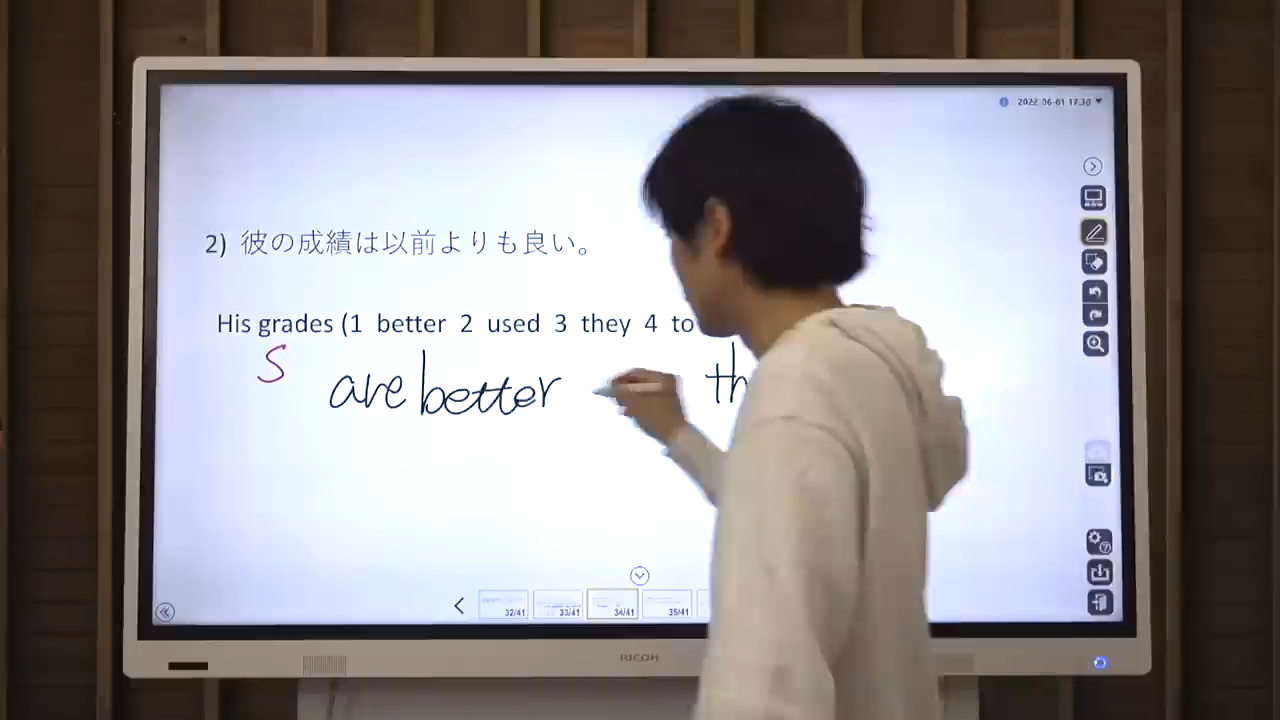 2022-06-01 17:30
2) 彼の成績は以前よりも良い。
His grades (1 better 2 used 3 they 4 to
S
are better
th
32/41 33/41 34/41 35/41
RICOH